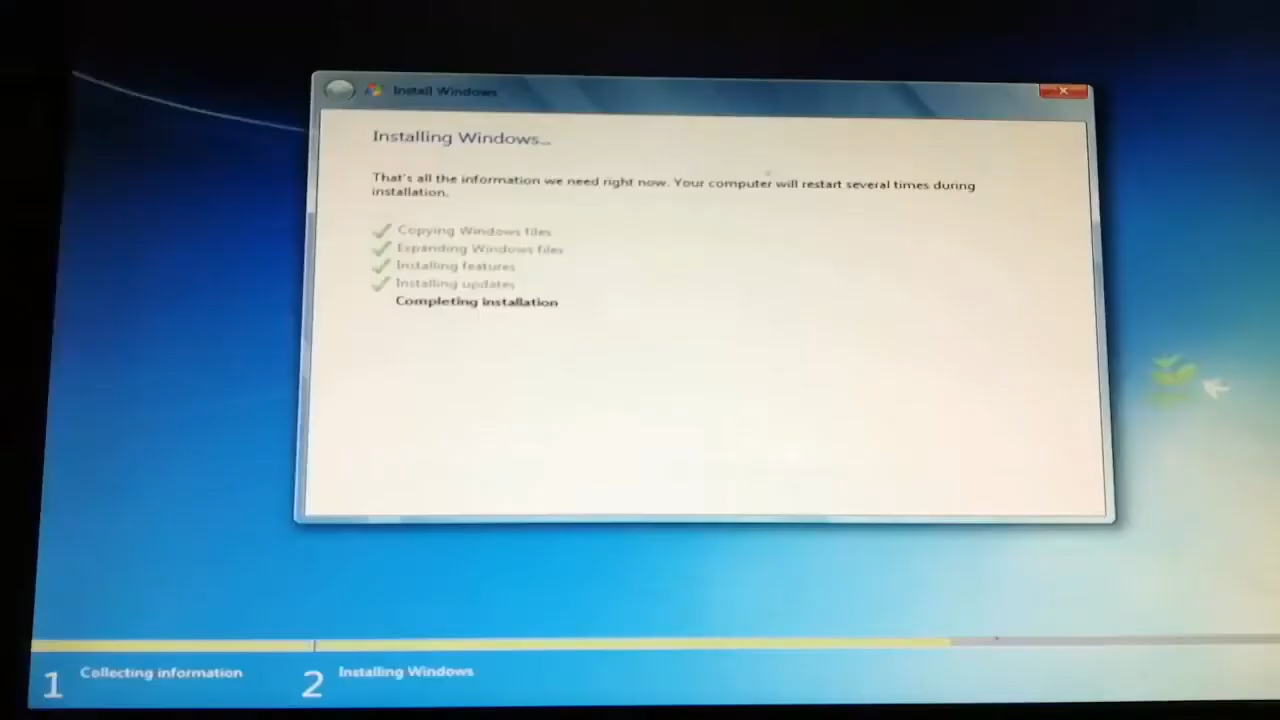 Install Windows
Installing Windows...
That's all the information we need right now. Your computer will restart several times during
installation.
Copying Windows files
Expanding Windows files
Installing features
Installing updates
Completing installation
1 Collecting information
2 Installing Windows